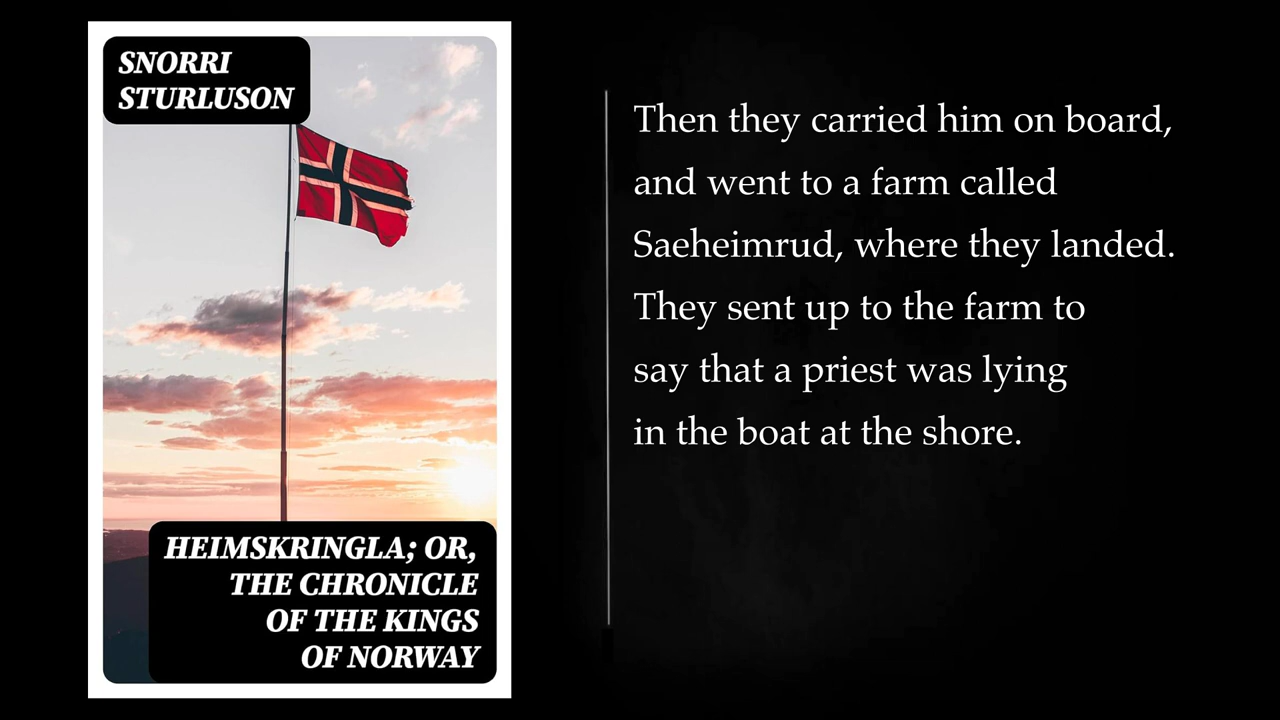 SNORRI
STURLUSON
HEIMSKRINGLA; OR,
THE CHRONICLE
OF THE KINGS
OF NORWAY
Then they carried him on board,
and went to a farm called
Saeheimrud, where they landed.
They sent up to the farm to
say that a priest was lying
in the boat at the shore.